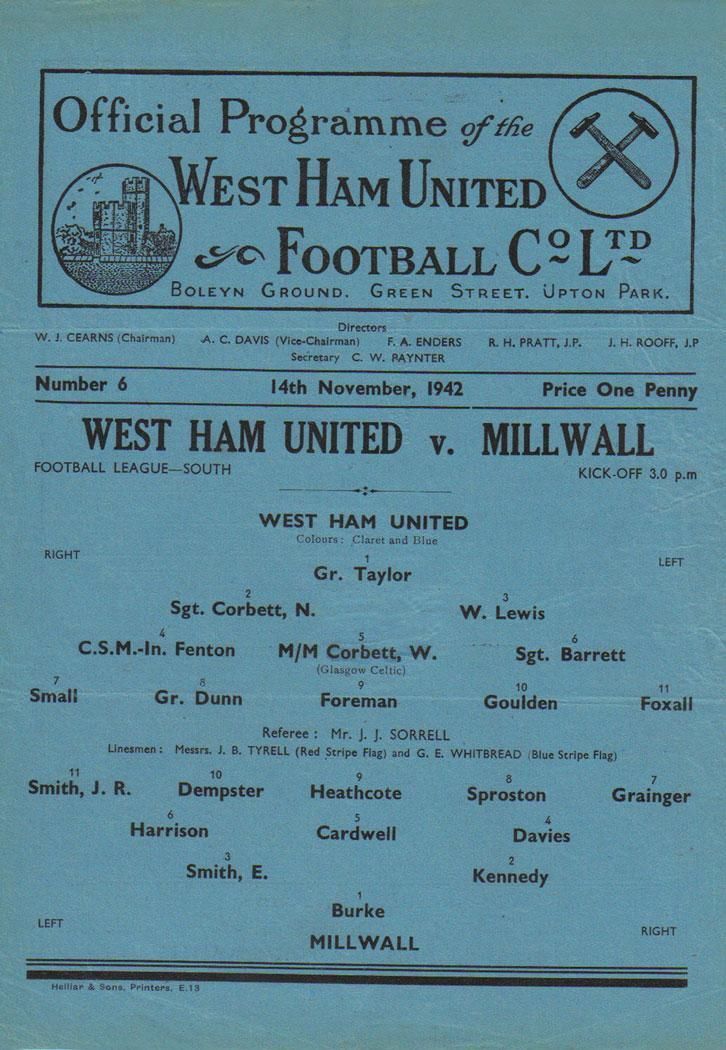 Official Programme of the
WEST HAM UNITED
FOOTBALL CO LTD
BOLEYN GROUND. GREEN STREET. UPTON PARK.
Directors
W. J. CEARNS (Chairman) A. C. DAVIS (Vice-Chairman) F. A. ENDERS R. H. PRATT, J.P. J. H. ROOFF, J.P
Secretary C. W. PAYNTER
Number 6 14th November, 1942 Price One Penny
WEST HAM UNITED v. MILLWALL
FOOTBALL LEAGUE—SOUTH KICK-OFF 3.0 p.m
WEST HAM UNITED
Colours: Claret and Blue
RIGHT LEFT
1
Gr. Taylor
2 3
Sgt. Corbett, N. W. Lewis
4 5 6
C.S.M.-In. Fenton M/M Corbett, W. Sgt. Barrett
(Glasgow Celtic)
7 8 9 10 11
Small Gr. Dunn Foreman Goulden Foxall
Referee: Mr. J. J. SORRELL
Linesmen: Messrs. J. B. TYRELL (Red Stripe Flag) and G. E. WHITBREAD (Blue Stripe Flag)
11 10 9 8 7
Smith, J. R. Dempster Heathcote Sproston Grainger
6 5 4
Harrison Cardwell Davies
3 2
Smith, E. Kennedy
1
Burke
LEFT RIGHT
MILLWALL
Helliar & Sons, Printers, E.13